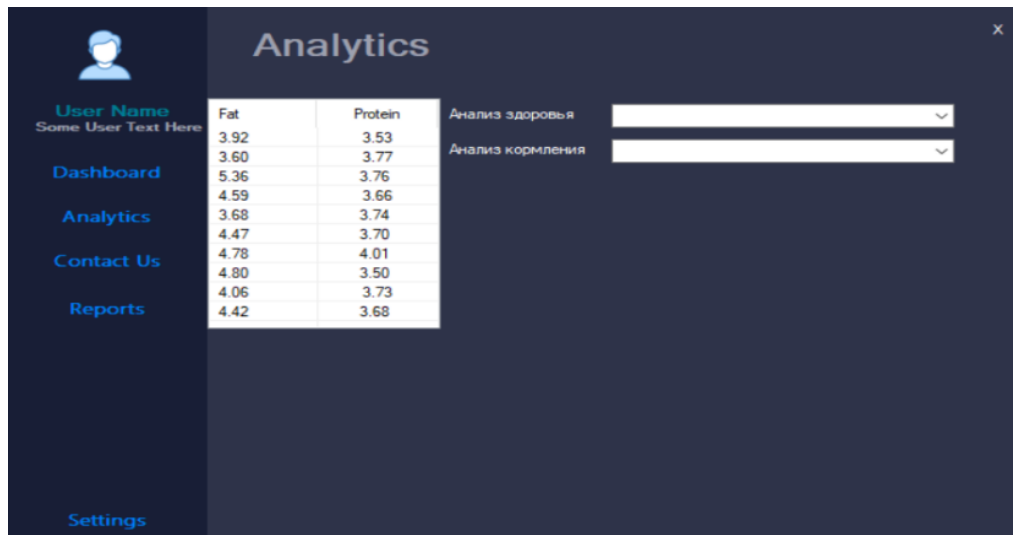 Analytics
x
User Name
Some User Text Here
Dashboard
Analytics
Contact Us
Reports
Settings
Fat Protein
3.92 3.53
3.60 3.77
5.36 3.76
4.59 3.66
3.68 3.74
4.47 3.70
4.78 4.01
4.80 3.50
4.06 3.73
4.42 3.68
Анализ здоровья
Анализ кормления